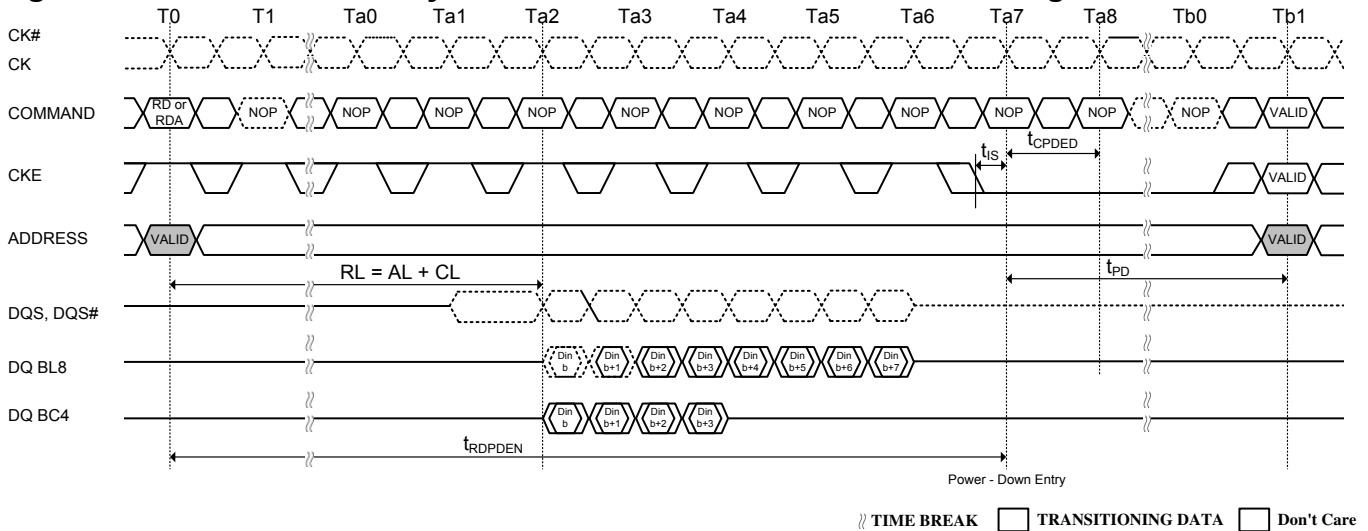 T0 T1 Ta0 Ta1 Ta2 Ta3 Ta4 Ta5 Ta6 Ta7 Ta8 Tb0 Tb1
CK#
CK
COMMAND RD or RDA NOP NOP NOP NOP NOP NOP NOP NOP NOP NOP NOP VALID
tIS tCPDED
CKE VALID
ADDRESS VALID VALID
RL = AL + CL tPD
DQS, DQS#
DQ BL8 Din b Din b+1 Din b+2 Din b+3 Din b+4 Din b+5 Din b+6 Din b+7
DQ BC4 Din b Din b+1 Din b+2 Din b+3
tRDPDEN
Power - Down Entry
TIME BREAK TRANSITIONING DATA Don't Care